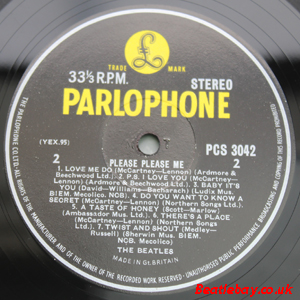 TRADE MARK
33⅓ R.P.M. STEREO
PARLOPHONE
(YEX.95) PCS 3042
2 PLEASE PLEASE ME 2
1. LOVE ME DO (McCartney—Lennon) (Ardmore &
Beechwood Ltd.) 2. P.S. I LOVE YOU (McCartney—
Lennon) (Ardmore & Beechwood Ltd.) 3. BABY IT'S
YOU (David—Williams—Bacharach) (Ludix Mus.
BIEM. Mecolico. NCB). 4. DO YOU WANT TO KNOW A
SECRET (McCartney—Lennon) (Northern Songs Ltd.)
5. A TASTE OF HONEY (Scott—Marlow)
(Ambassador Mus. Ltd.) 6. THERE'S A PLACE
(McCartney—Lennon) (Northern Songs Ltd.)
7. TWIST AND SHOUT (Medley—
Russell) (Sherwin Mus. BIEM.
NCB. Mecolico)
THE BEATLES
MADE IN GT.BRITAIN
THE PARLOPHONE CO.LTD. ALL RIGHTS OF THE MANUFACTURER AND OF THE OWNER OF THE RECORDED WORK RESERVED. UNAUTHORISED PUBLIC PERFORMANCE BROADCASTING AND COPYING OF THIS RECORD PROHIBITED
Beatlebay.co.uk